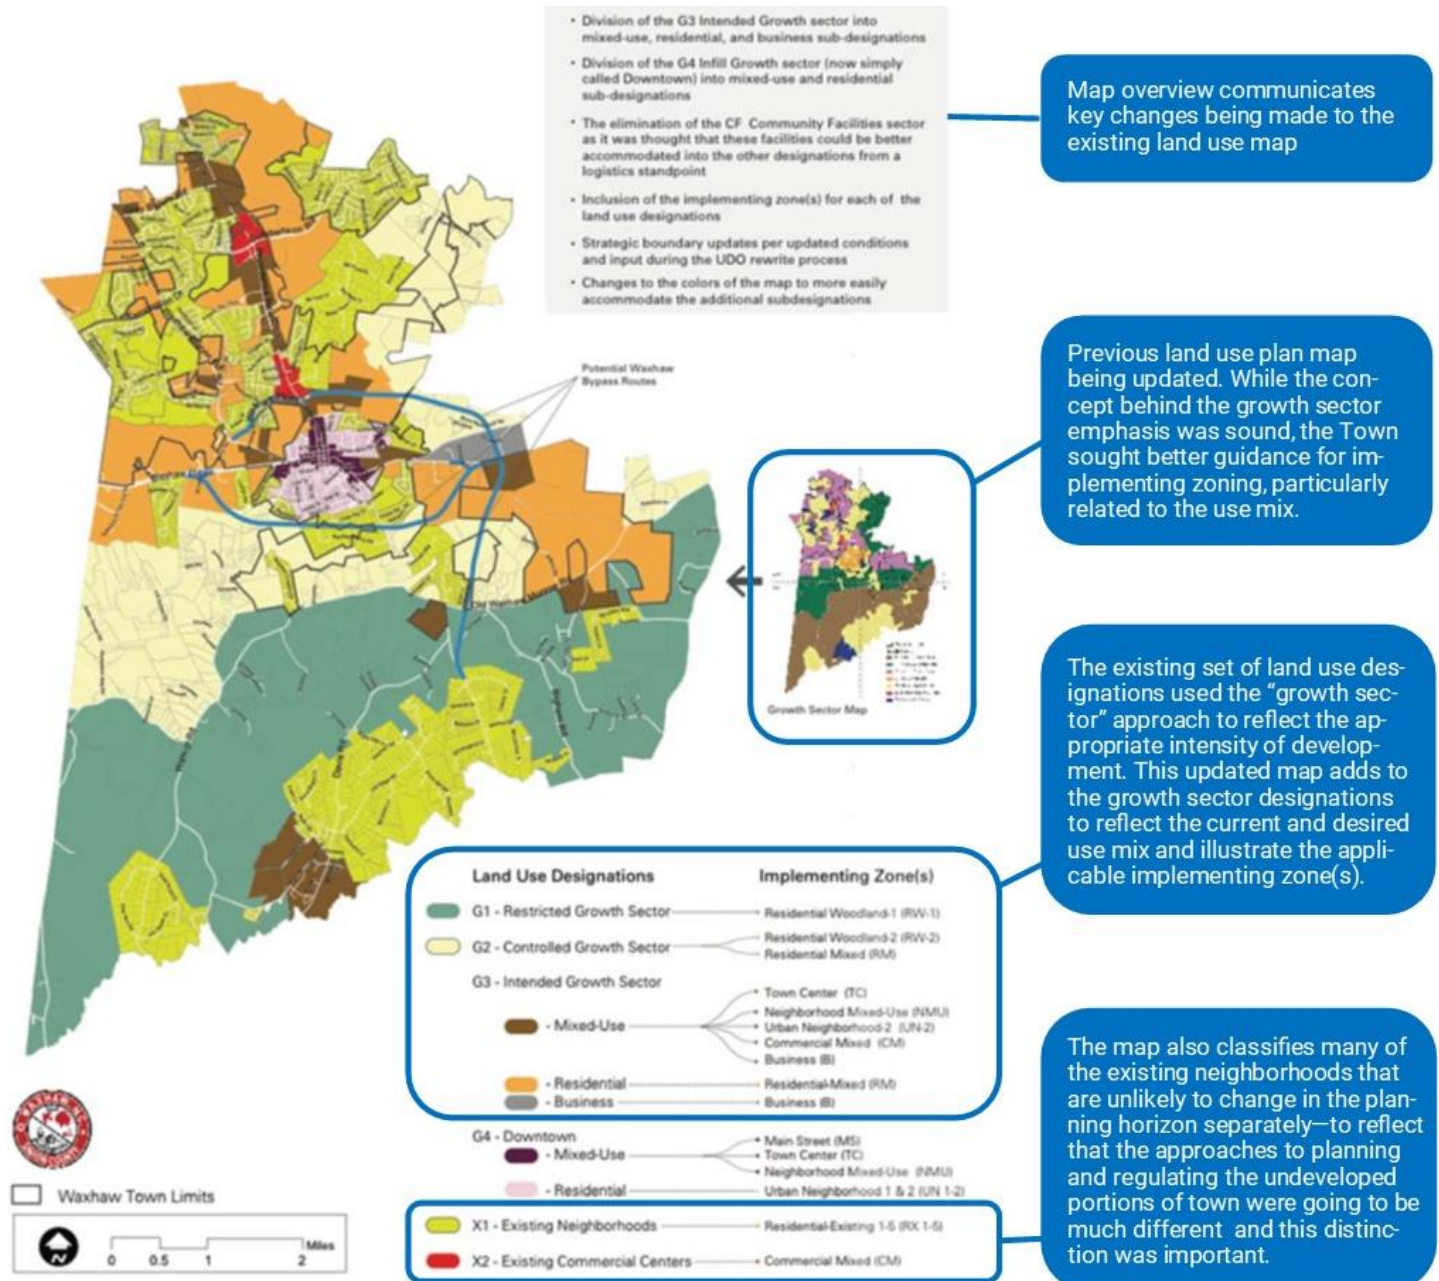 • Division of the G3 Intended Growth sector into
mixed-use, residential, and business sub-designations
• Division of the G4 Infill Growth sector (now simply
called Downtown) into mixed-use and residential
sub-designations
• The elimination of the CF Community Facilities sector
as it was thought that these facilities could be better
accommodated into the other designations from a
logistics standpoint
• Inclusion of the implementing zone(s) for each of the
land use designations
• Strategic boundary updates per updated conditions
and input during the UDO rewrite process
• Changes to the colors of the map to more easily
accommodate the additional subdesignations
Map overview communicates
key changes being made to the
existing land use map
Potential Waxhaw
Bypass Routes
Previous land use plan map
being updated. While the con-
cept behind the growth sector
emphasis was sound, the Town
sought better guidance for im-
plementing zoning, particularly
related to the use mix.
Growth Sector Map
The existing set of land use des-
ignations used the “growth sec-
tor” approach to reflect the ap-
propriate intensity of develop-
ment. This updated map adds to
the growth sector designations
to reflect the current and desired
use mix and illustrate the appli-
cable implementing zone(s).
Land Use Designations Implementing Zone(s)
G1 - Restricted Growth Sector Residential Woodland-1 (RW-1)
G2 - Controlled Growth Sector Residential Woodland-2 (RW-2)
Residential Mixed (RM)
G3 - Intended Growth Sector
Town Center (TC)
Neighborhood Mixed-Use (NMU)
- Mixed-Use Urban Neighborhood-2 (UN-2)
Commercial Mixed (CM)
Business (B)
- Residential Residential-Mixed (RM)
- Business Business (B)
G4 - Downtown Main Street (MS)
- Mixed-Use Town Center (TC)
Neighborhood Mixed-Use (NMU)
- Residential Urban Neighborhood 1 & 2 (UN 1-2)
X1 - Existing Neighborhoods Residential-Existing 1-5 (RX 1-5)
X2 - Existing Commercial Centers Commercial Mixed (CM)
The map also classifies many of
the existing neighborhoods that
are unlikely to change in the plan-
ning horizon separately—to reflect
that the approaches to planning
and regulating the undeveloped
portions of town were going to be
much different and this distinc-
tion was important.
Waxhaw Town Limits
N
Miles
0 0.5 1 2